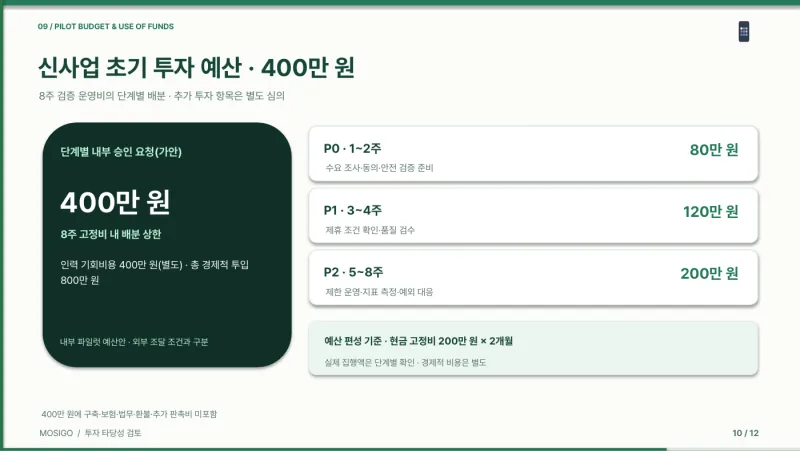 09 / PILOT BUDGET & USE OF FUNDS
신사업 초기 투자 예산 · 400만 원
8주 검증 운영비의 단계별 배분 · 추가 투자 항목은 별도 심의
단계별 내부 승인 요청(가안)
400만 원
8주 고정비 내 배분 상한
인력 기회비용 400만 원(별도) · 총 경제적 투입
800만 원
내부 파일럿 예산안 · 외부 조달 조건과 구분
P0 · 1~2주
80만 원
수요 조사·동의·안전 검증 준비
P1 · 3~4주
120만 원
제휴 조건 확인·품질 검수
P2 · 5~8주
200만 원
제한 운영·지표 측정·예외 대응
예산 편성 기준 · 현금 고정비 200만 원 × 2개월
실제 집행액은 단계별 확인 · 경제적 비용은 별도
400만 원에 구축·보험·법무·환불·추가 판촉비 미포함
MOSIGO / 투자 타당성 검토
10 / 12